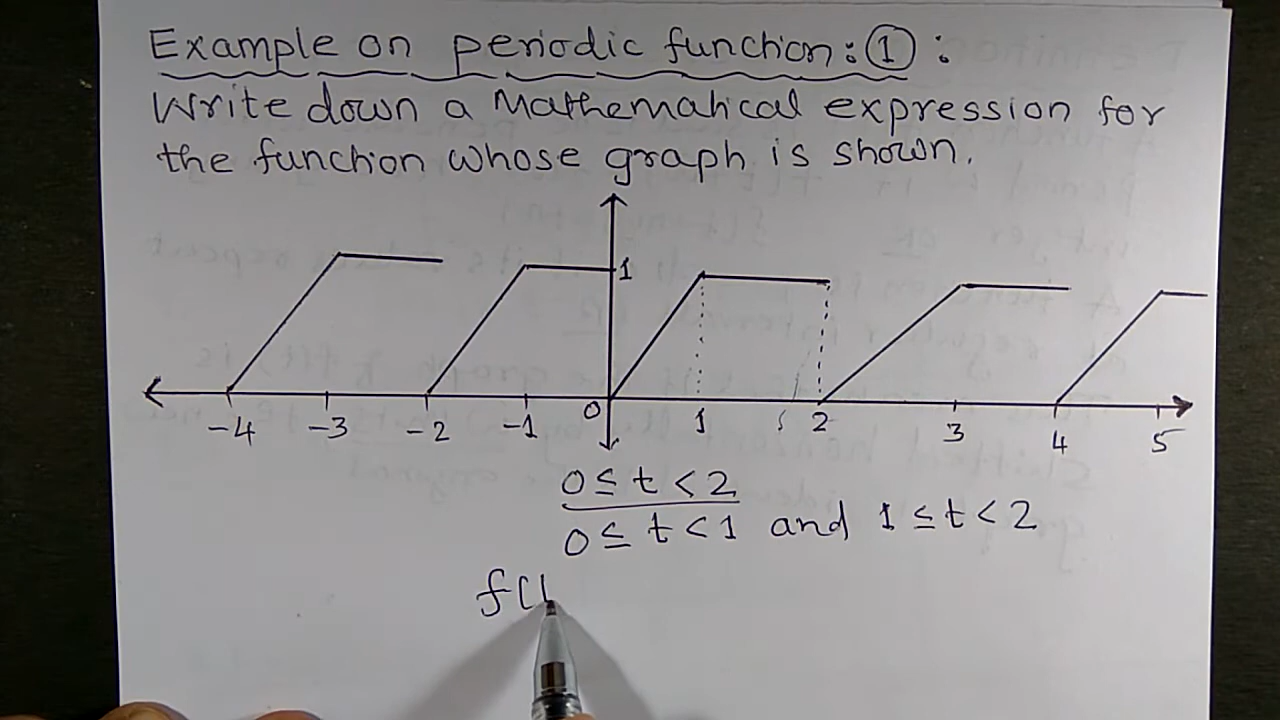 Example on periodic function: ① :
Write down a Mathematical expression for
the function whose graph is shown.
1
-4 -3 -2 -1 0 1 2 3 4 5
0 ≤ t < 2
0 ≤ t < 1 and 1 ≤ t < 2
f(